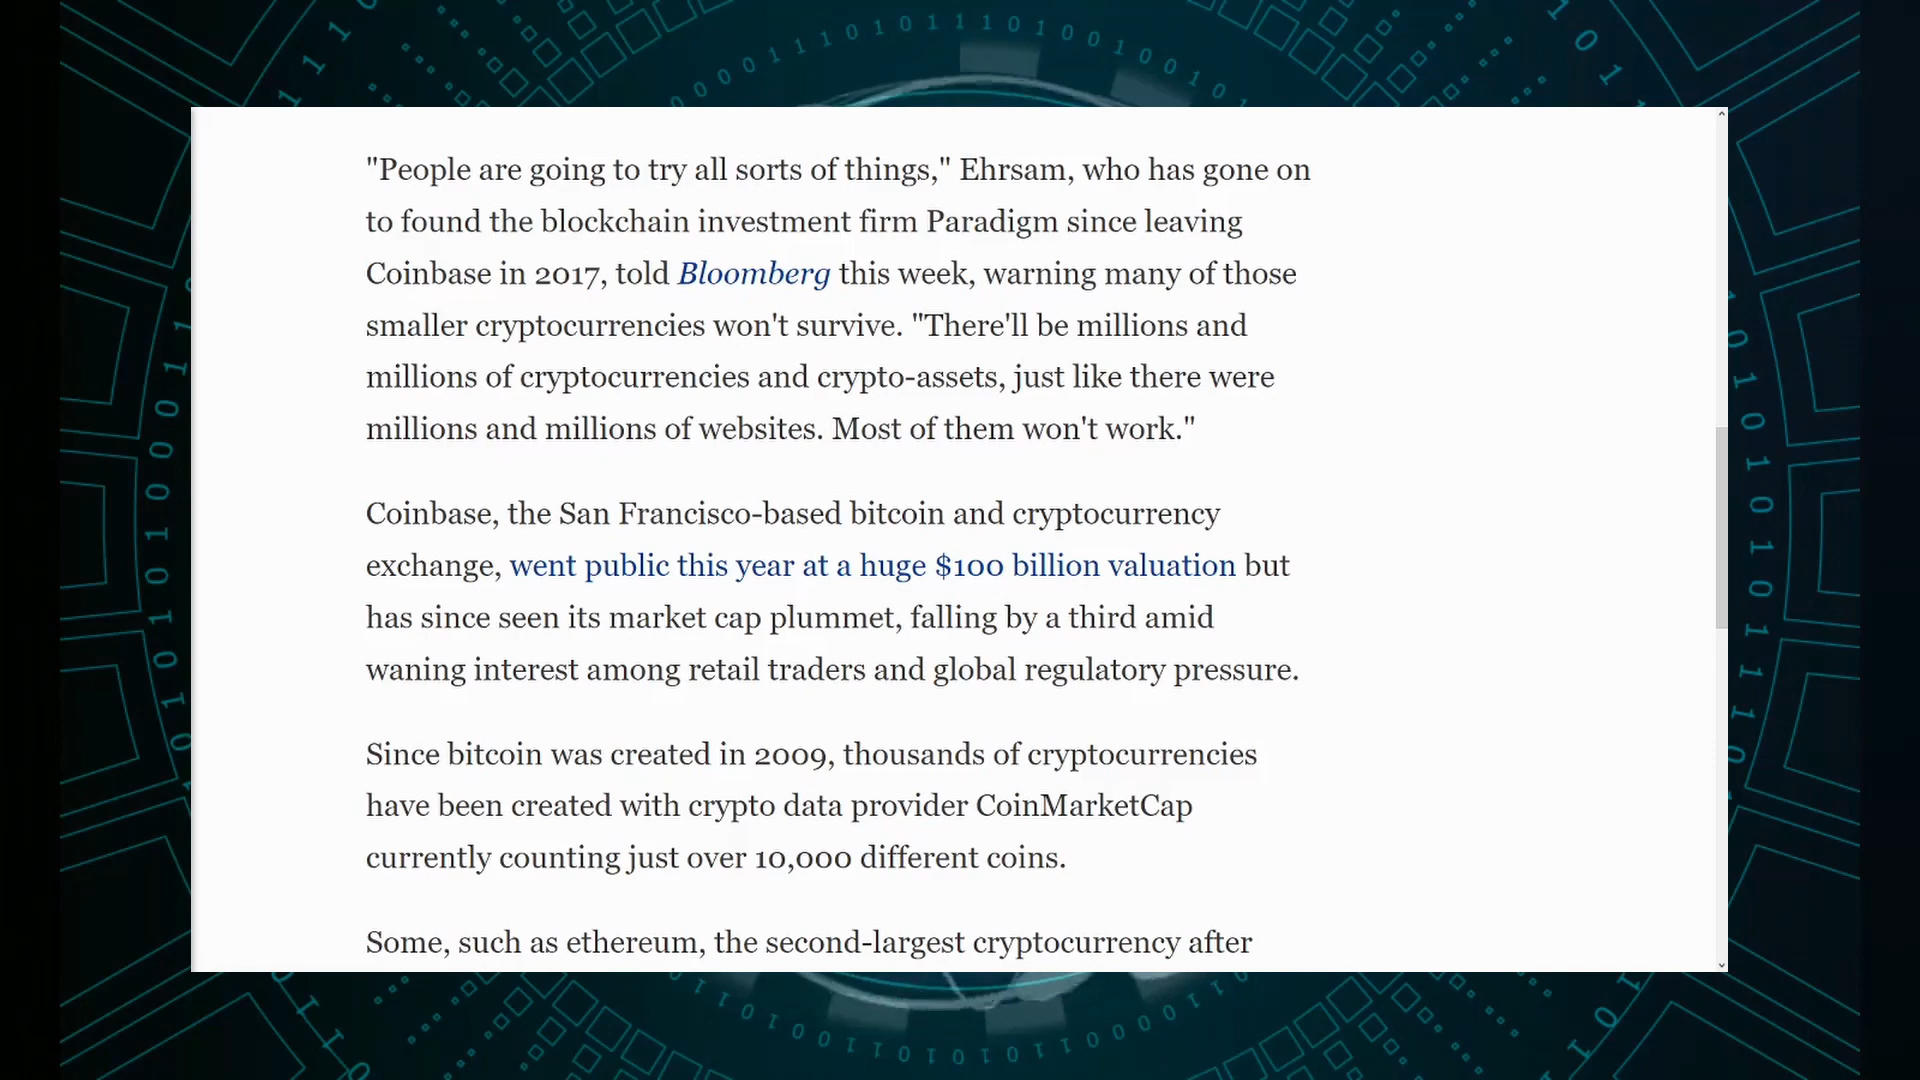 "People are going to try all sorts of things," Ehrsam, who has gone on
to found the blockchain investment firm Paradigm since leaving
Coinbase in 2017, told Bloomberg this week, warning many of those
smaller cryptocurrencies won't survive. "There'll be millions and
millions of cryptocurrencies and crypto-assets, just like there were
millions and millions of websites. Most of them won't work."
Coinbase, the San Francisco-based bitcoin and cryptocurrency
exchange, went public this year at a huge $100 billion valuation but
has since seen its market cap plummet, falling by a third amid
waning interest among retail traders and global regulatory pressure.
Since bitcoin was created in 2009, thousands of cryptocurrencies
have been created with crypto data provider CoinMarketCap
currently counting just over 10,000 different coins.
Some, such as ethereum, the second-largest cryptocurrency after